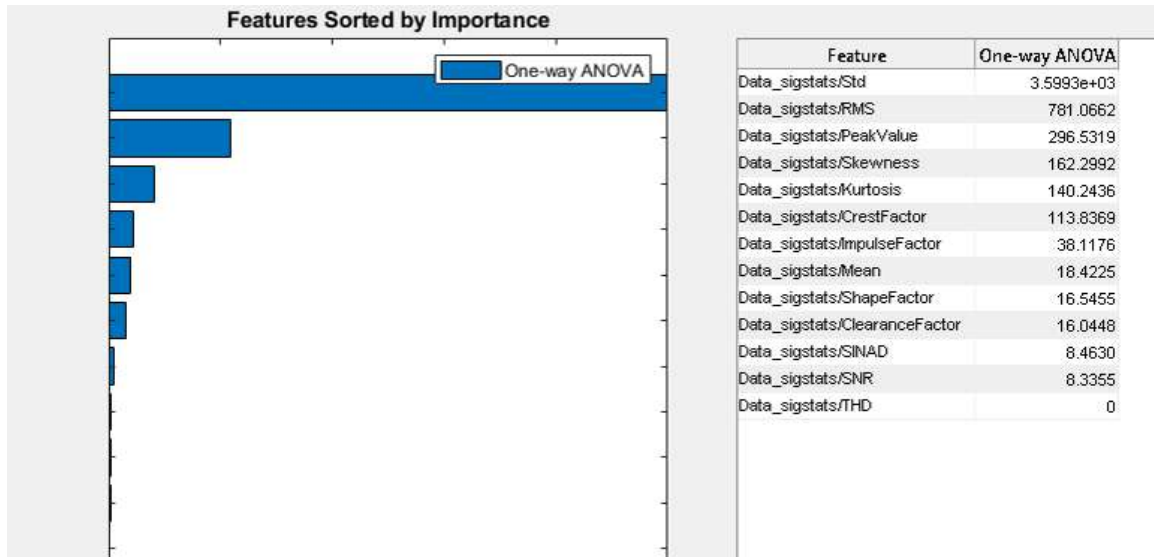 Features Sorted by Importance
One-way ANOVA
Feature One-way ANOVA
Data_sigstats/Std 3.5993e+03
Data_sigstats/RMS 781.0662
Data_sigstats/PeakValue 296.5319
Data_sigstats/Skewness 162.2992
Data_sigstats/Kurtosis 140.2436
Data_sigstats/CrestFactor 113.8369
Data_sigstats/ImpulseFactor 38.1176
Data_sigstats/Mean 18.4225
Data_sigstats/ShapeFactor 16.5455
Data_sigstats/ClearanceFactor 16.0448
Data_sigstats/SINAD 8.4630
Data_sigstats/SNR 8.3355
Data_sigstats/THD 0